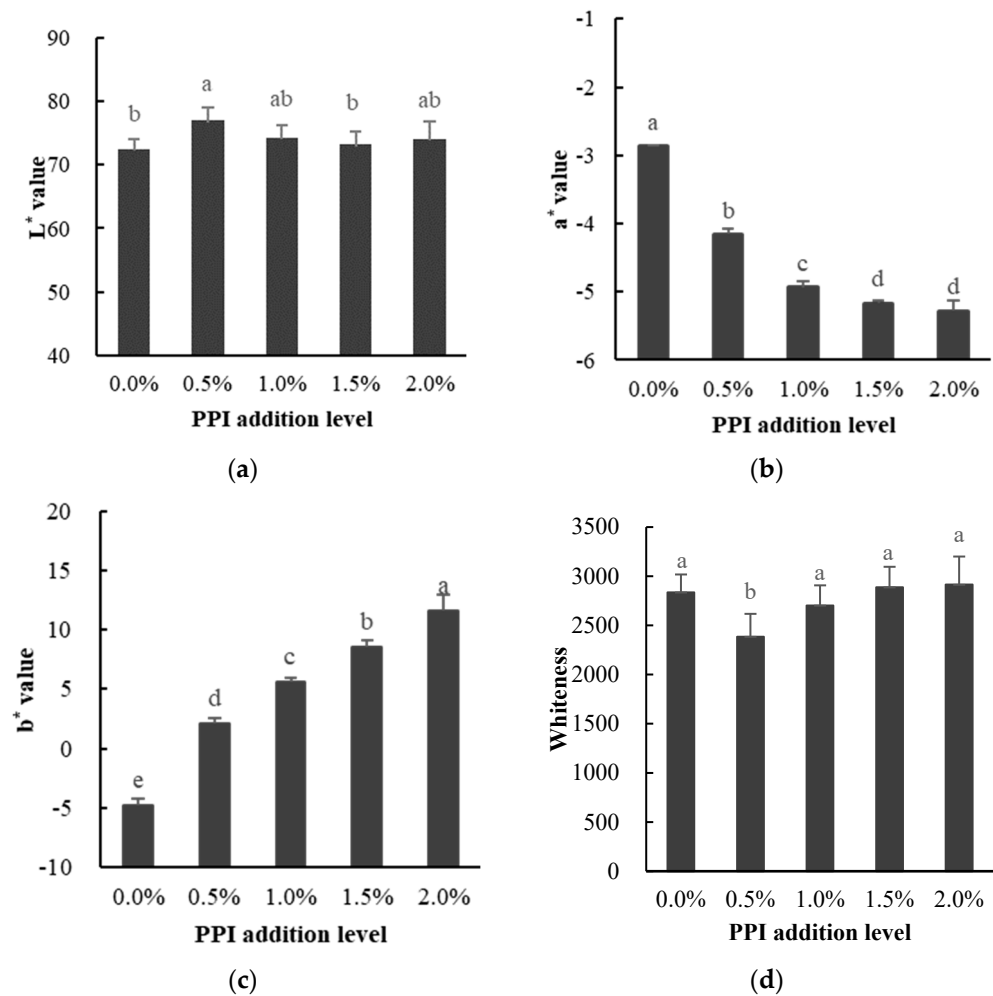 90
80
70
60
50
40
L* value
b
a
ab
b
ab
0.0% 0.5% 1.0% 1.5% 2.0%
PPI addition level
(a)
-1
-2
-3
-4
-5
-6
a* value
a
b
c
d
d
0.0% 0.5% 1.0% 1.5% 2.0%
PPI addition level
(b)
20
15
10
5
0
-5
-10
b* value
e
d
c
b
a
0.0% 0.5% 1.0% 1.5% 2.0%
PPI addition level
(c)
3500
3000
2500
2000
1500
1000
500
0
Whiteness
a
b
a
a
a
0.0% 0.5% 1.0% 1.5% 2.0%
PPI addition level
(d)